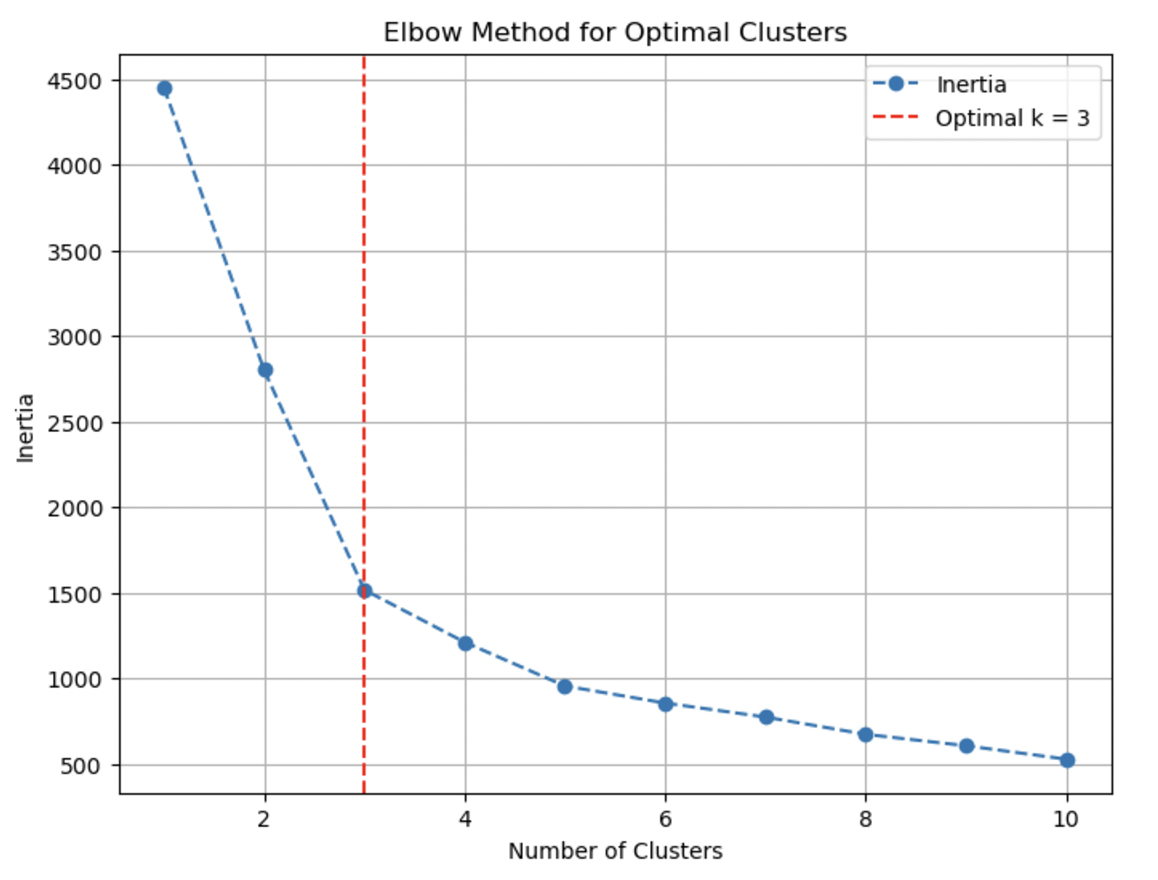 Elbow Method for Optimal Clusters
Inertia
Optimal k = 3
4500
4000
3500
3000
2500
2000
1500
1000
500
Inertia
2 4 6 8 10
Number of Clusters